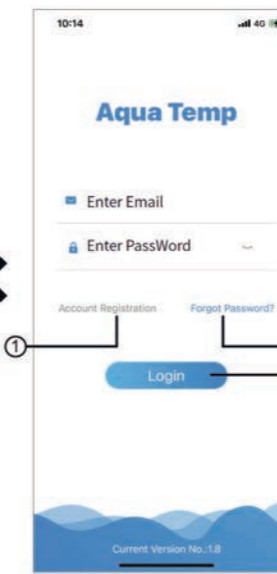 10:14 4G
Aqua Temp
Enter Email
Enter PassWord
Account Registration Forgot Password?
①
Login
Current Version No.:1.8